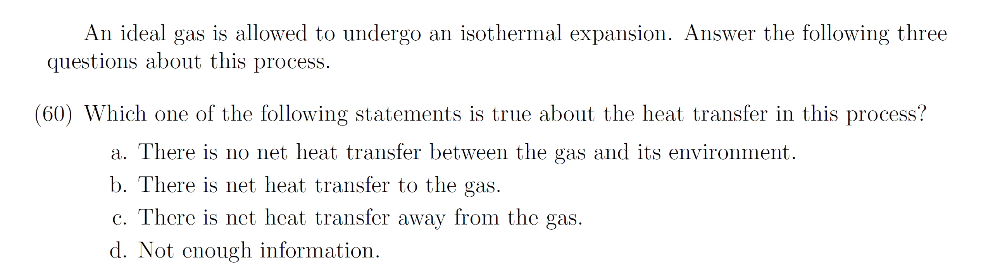 An ideal gas is allowed to undergo an isothermal expansion. Answer the following three
questions about this process.
(60) Which one of the following statements is true about the heat transfer in this process?
a. There is no net heat transfer between the gas and its environment.
b. There is net heat transfer to the gas.
c. There is net heat transfer away from the gas.
d. Not enough information.